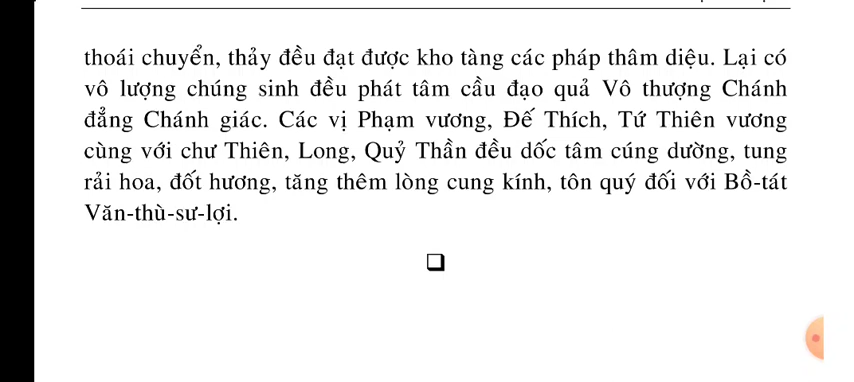 thoái chuyển, thảy đều đạt được kho tàng các pháp thâm diệu. Lại có
vô lượng chúng sinh đều phát tâm cầu đạo quả Vô thượng Chánh
đẳng Chánh giác. Các vị Phạm vương, Đế Thích, Tứ Thiên vương
cùng với chư Thiên, Long, Quỷ Thần đều dốc tâm cúng dường, tung
rải hoa, đốt hương, tăng thêm lòng cung kính, tôn quý đối với Bồ-tát
Văn-thù-sư-lợi.